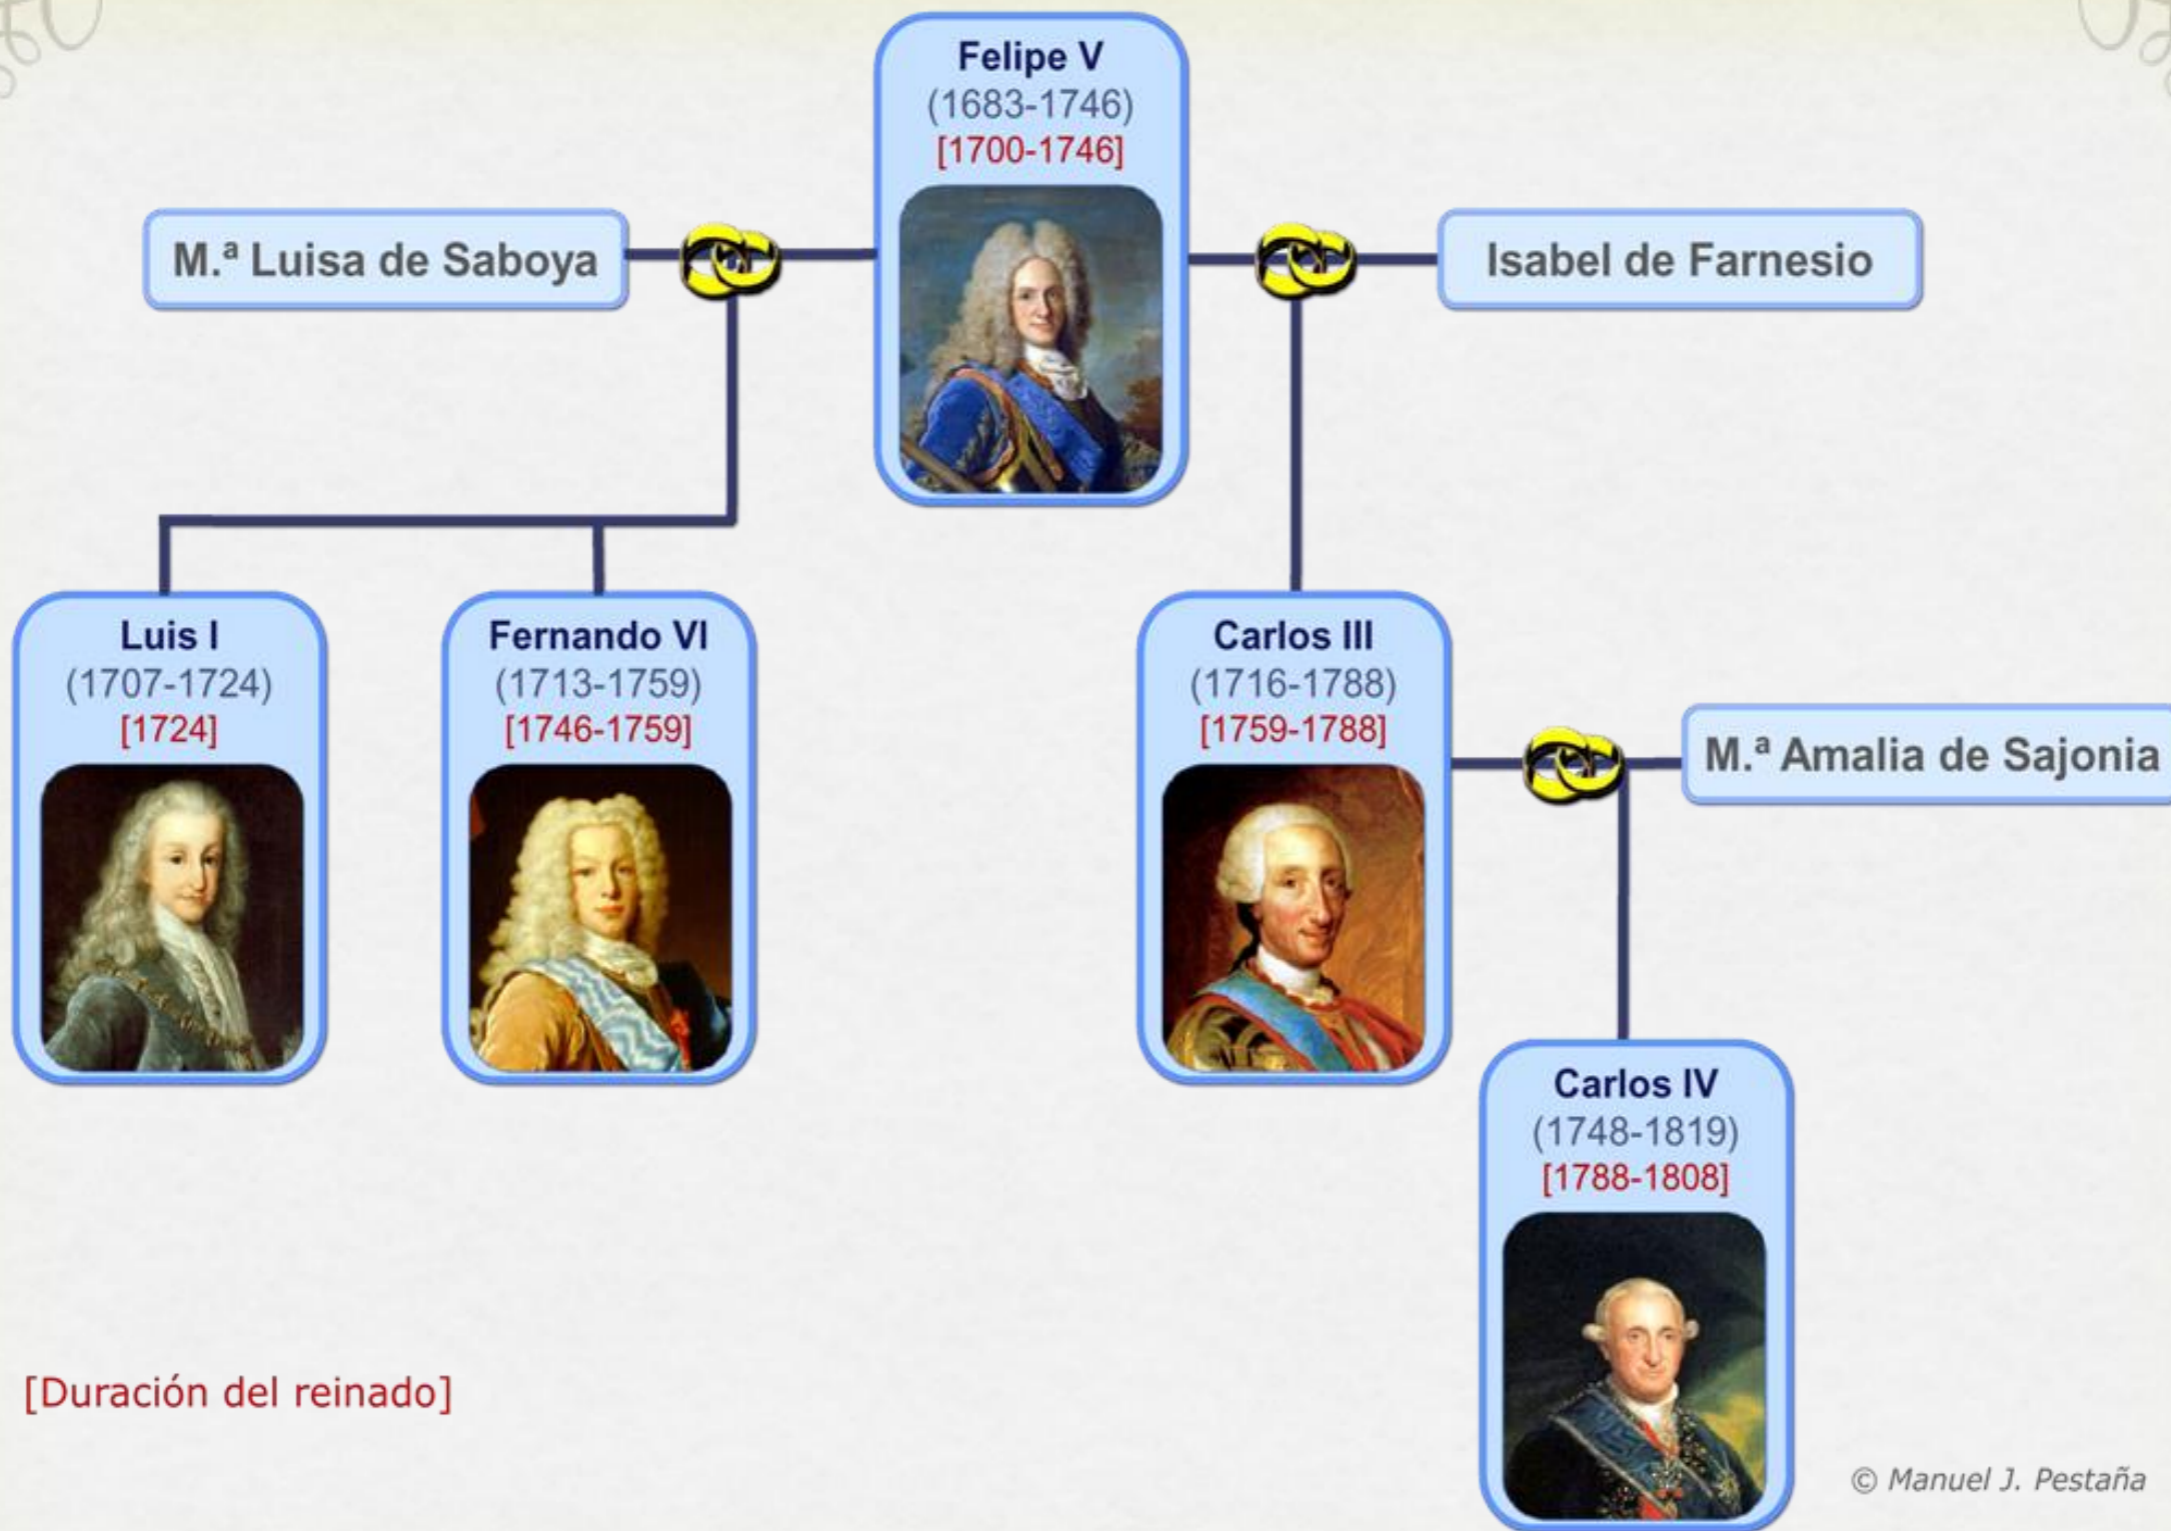 Felipe V
(1683-1746)
[1700-1746]
M.ª Luisa de Saboya
Isabel de Farnesio
Luis I
(1707-1724)
[1724]
Fernando VI
(1713-1759)
[1746-1759]
Carlos III
(1716-1788)
[1759-1788]
M.ª Amalia de Sajonia
Carlos IV
(1748-1819)
[1788-1808]
[Duración del reinado]
© Manuel J. Pestaña